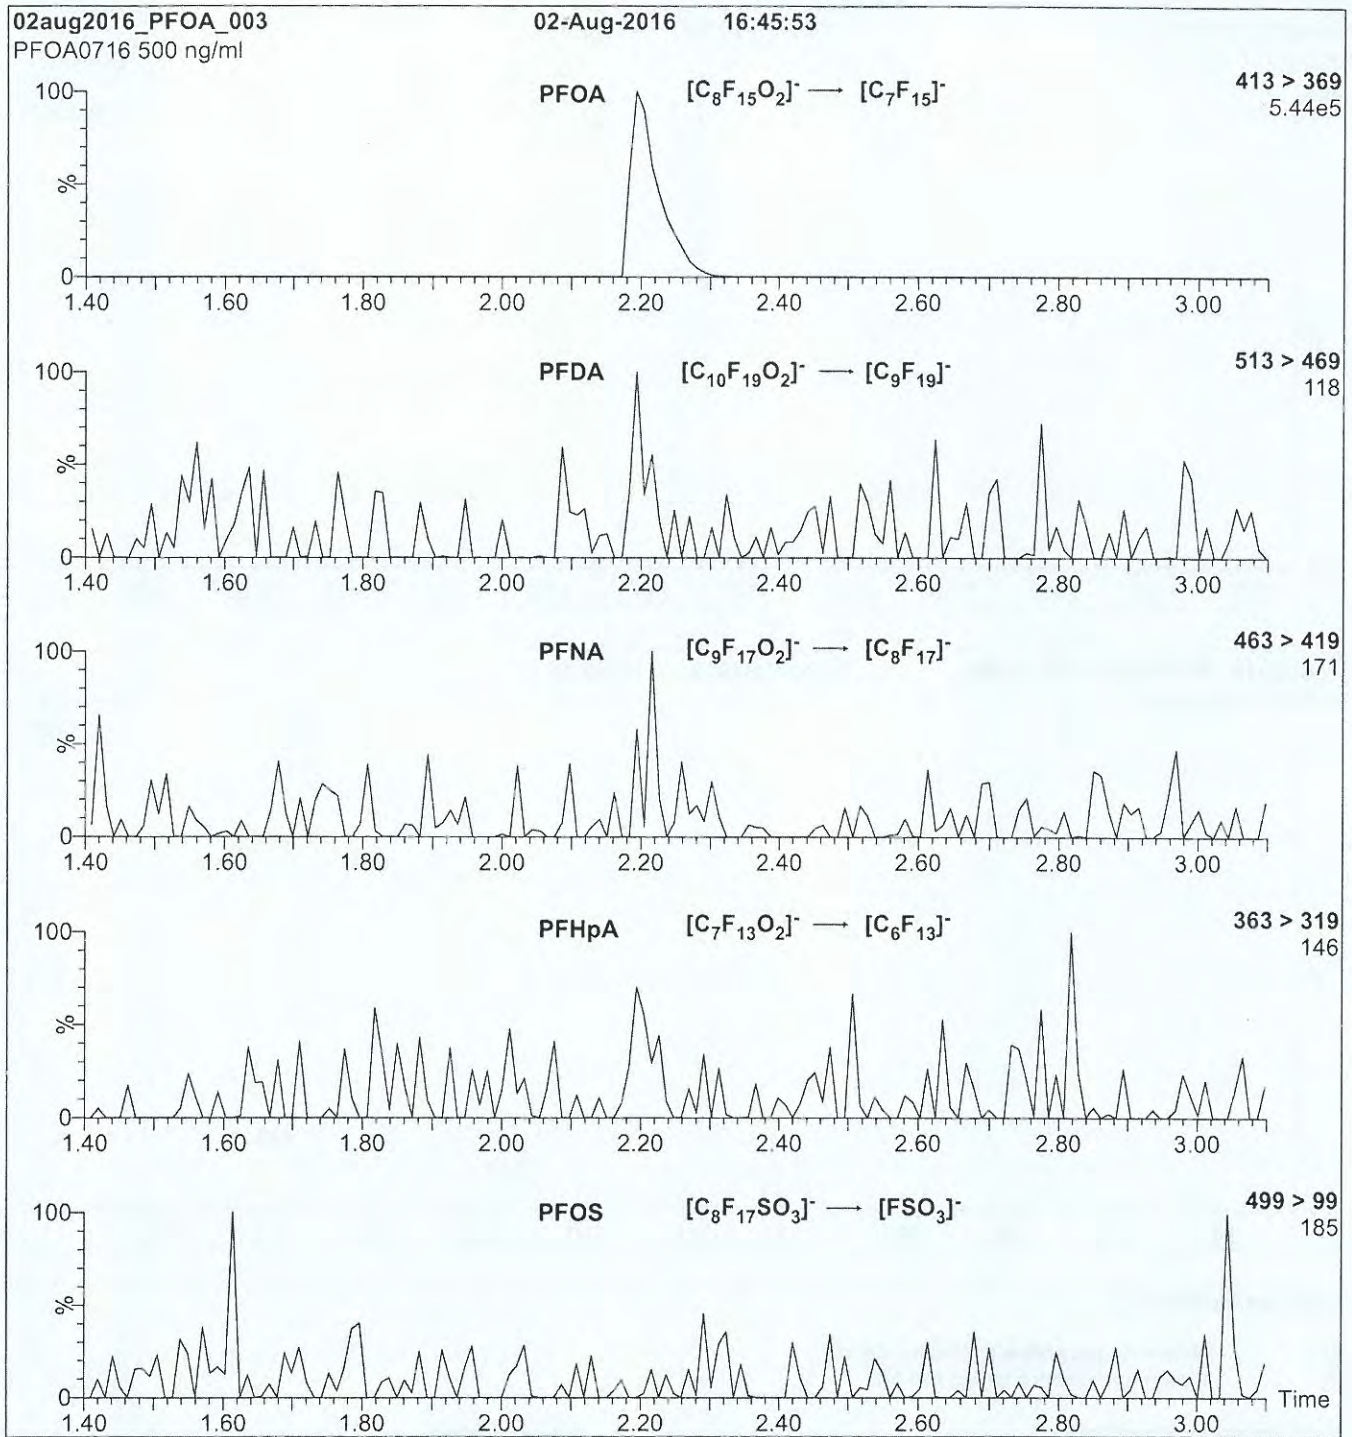 02aug2016_PFOA_003 02-Aug-2016 16:45:53
PFOA0716 500 ng/ml
PFOA [C₈F₁₅O₂]⁻ → [C₇F₁₅]⁻ 413 > 369
5.44e5
100
%
0
1.40 1.60 1.80 2.00 2.20 2.40 2.60 2.80 3.00
PFDA [C₁₀F₁₉O₂]⁻ → [C₉F₁₉]⁻ 513 > 469
118
100
%
0
1.40 1.60 1.80 2.00 2.20 2.40 2.60 2.80 3.00
PFNA [C₉F₁₇O₂]⁻ → [C₈F₁₇]⁻ 463 > 419
171
100
%
0
1.40 1.60 1.80 2.00 2.20 2.40 2.60 2.80 3.00
PFHpA [C₇F₁₃O₂]⁻ → [C₆F₁₃]⁻ 363 > 319
146
100
%
0
1.40 1.60 1.80 2.00 2.20 2.40 2.60 2.80 3.00
PFOS [C₈F₁₇SO₃]⁻ → [FSO₃]⁻ 499 > 99
185
100
%
0
Time
1.40 1.60 1.80 2.00 2.20 2.40 2.60 2.80 3.00